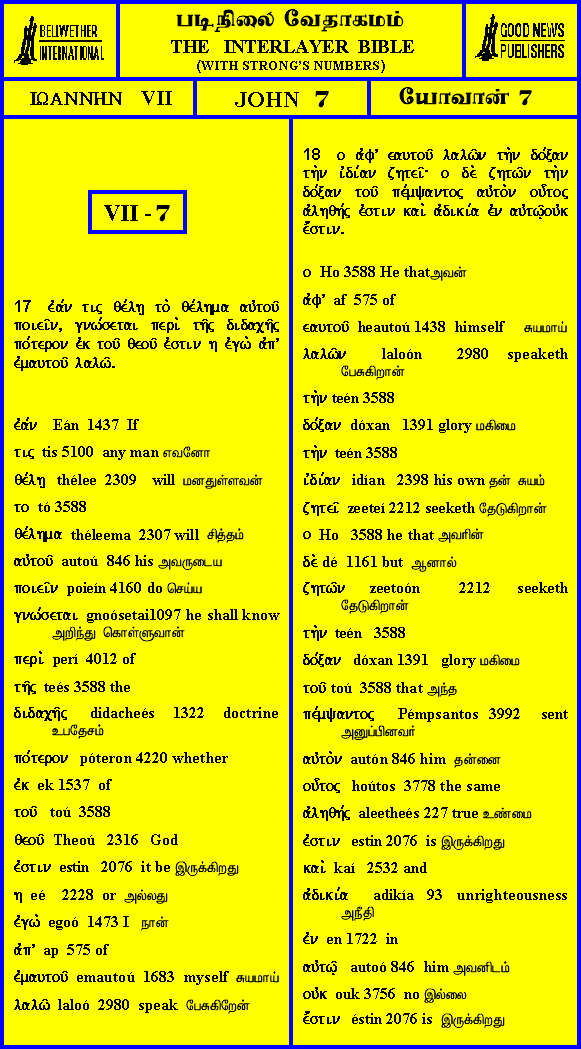 BELLWETHER
INTERNATIONAL
படிநிலை வேதாகமம்
THE INTERLAYER BIBLE
(WITH STRONG'S NUMBERS)
GOOD NEWS
PUBLISHERS
ΙΩΑΝΝΗΝ VII
JOHN 7
யோவான் 7
VII - 7
17 ἐάν τις θέλῃ τὸ θέλημα αὐτοῦ
ποιεῖν, γνώσεται περὶ τῆς διδαχῆς
πότερον ἐκ τοῦ θεοῦ ἐστιν η ἐγὼ ἀπ'
ἐμαυτοῦ λαλῶ.
ἐάν Eán 1437 If
τις tis 5100 any man எவனோ
θέλῃ thélee 2309 will மனதுள்ளவன்
το tó 3588
θέλημα théleema 2307 will சித்தம்
αὐτοῦ autoú 846 his அவருடைய
ποιεῖν poieín 4160 do செய்ய
γνώσεται gnoósetai1097 he shall know
அறிந்து கொள்ளுவான்
περὶ perí 4012 of
τῆς teés 3588 the
διδαχῆς didacheés 1322 doctrine
உபதேசம்
πότερον póteron 4220 whether
ἐκ ek 1537 of
τοῦ toú 3588
θεοῦ Theoú 2316 God
ἐστιν estin 2076 it be இருக்கிறது
η eé 2228 or அல்லது
ἐγὼ egoó 1473 I நான்
ἀπ' ap 575 of
ἐμαυτοῦ emautoú 1683 myself சுயமாய்
λαλῶ laloó 2980 speak பேசுகிறேன்
18 ο ἀφ' εαυτοῦ λαλῶν τὴν δόξαν
τὴν ἰδίαν ζητεῖ· ο δὲ ζητῶν τὴν
δόξαν τοῦ πέμψαντος αὐτὸν οὗτος
ἀληθής ἐστιν καὶ ἀδικία ἐν αὐτῷοὐκ
ἔστιν.
ο Ho 3588 He thatஅவன்
ἀφ' af 575 of
εαυτοῦ heautoú 1438 himself சுயமாய்
λαλῶν laloón 2980 speaketh
பேசுகிறான்
τὴν teén 3588
δόξαν dóxan 1391 glory மகிமை
τὴν teén 3588
ἰδίαν idían 2398 his own தன் சுயம்
ζητεῖ zeeteí 2212 seeketh தேடுகிறான்
ο Ho 3588 he that அவரின்
δὲ dé 1161 but ஆனால்
ζητῶν zeetoón 2212 seeketh
தேடுகிறான்
τὴν teén 3588
δόξαν dóxan 1391 glory மகிமை
τοῦ toú 3588 that அந்த
πέμψαντος Pémpsantos 3992 sent
அனுப்பினவர்
αὐτὸν autón 846 him தன்னை
οὗτος hoútos 3778 the same
ἀληθής aleetheés 227 true உண்மை
ἐστιν estin 2076 is இருக்கிறது
καὶ kaí 2532 and
ἀδικία adikía 93 unrighteousness
அநீதி
ἐν en 1722 in
αὐτῷ autoó 846 him அவனிடம்
οὐκ ouk 3756 no இல்லை
ἔστιν éstin 2076 is இருக்கிறது